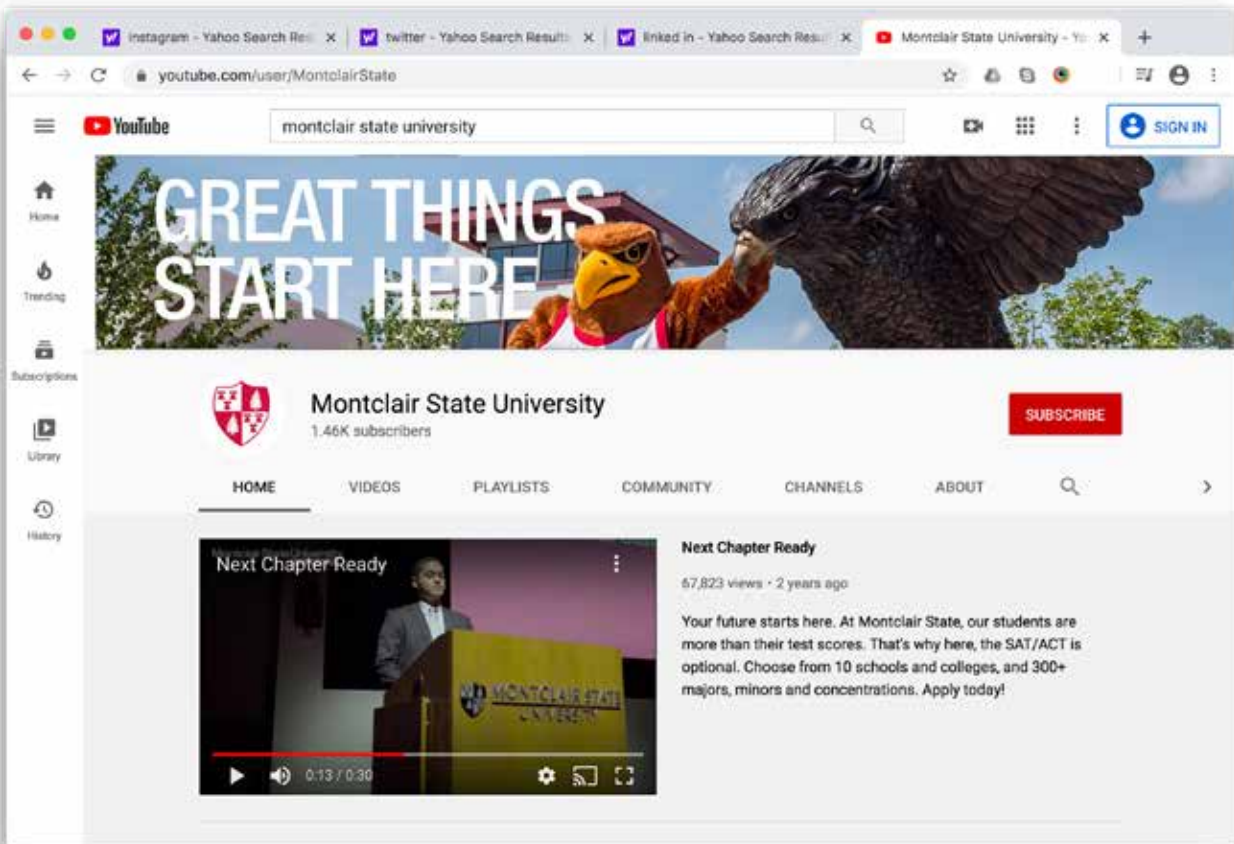 instagram - Yahoo Search Res
twitter - Yahoo Search Results
linked in - Yahoo Search Resul
Montclair State University - Yo
youtube.com/user/MontclairState
YouTube
montclair state university
SIGN IN
Home
Trending
Subscriptions
Library
History
GREAT THINGS
START HERE
Montclair State University
1.46K subscribers
SUBSCRIBE
HOME
VIDEOS
PLAYLISTS
COMMUNITY
CHANNELS
ABOUT
Next Chapter Ready
MONTCLAIR STATE
UNIVERSITY
0:13 / 0:30
Next Chapter Ready
67,823 views • 2 years ago
Your future starts here. At Montclair State, our students are
more than their test scores. That's why here, the SAT/ACT is
optional. Choose from 10 schools and colleges, and 300+
majors, minors and concentrations. Apply today!